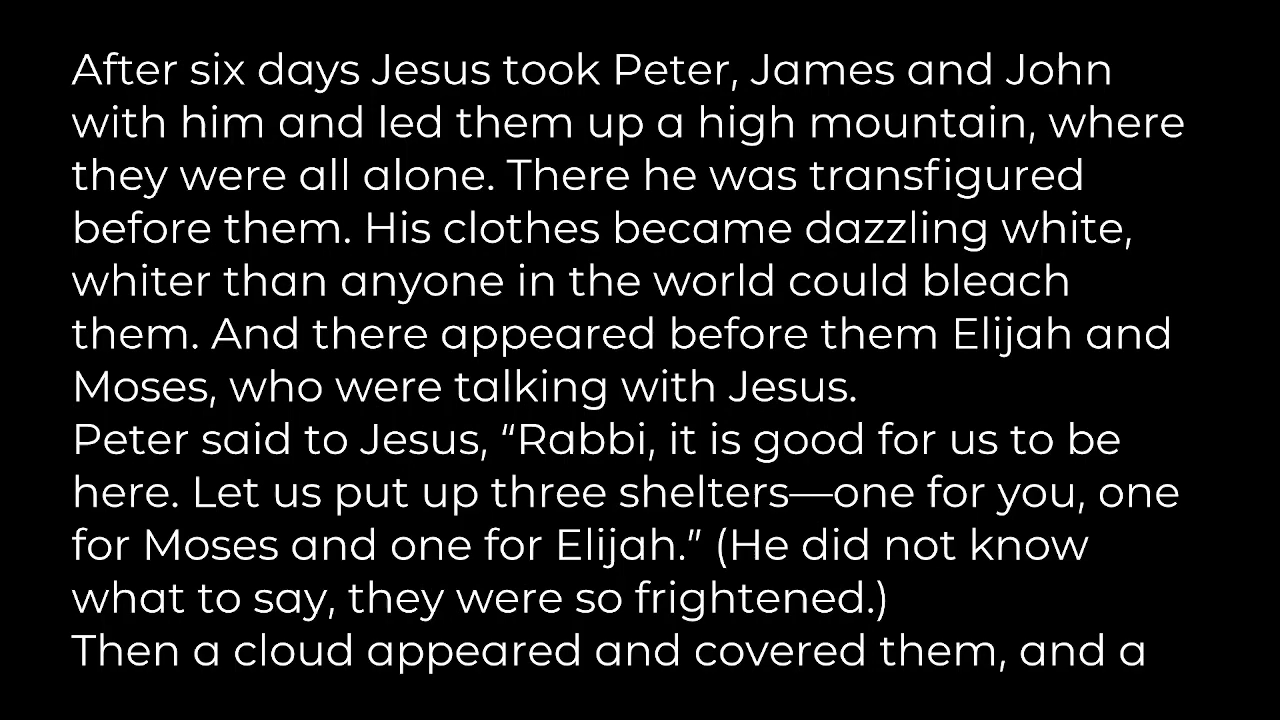 After six days Jesus took Peter, James and John
with him and led them up a high mountain, where
they were all alone. There he was transfigured
before them. His clothes became dazzling white,
whiter than anyone in the world could bleach
them. And there appeared before them Elijah and
Moses, who were talking with Jesus.
Peter said to Jesus, “Rabbi, it is good for us to be
here. Let us put up three shelters—one for you, one
for Moses and one for Elijah.” (He did not know
what to say, they were so frightened.)
Then a cloud appeared and covered them, and a